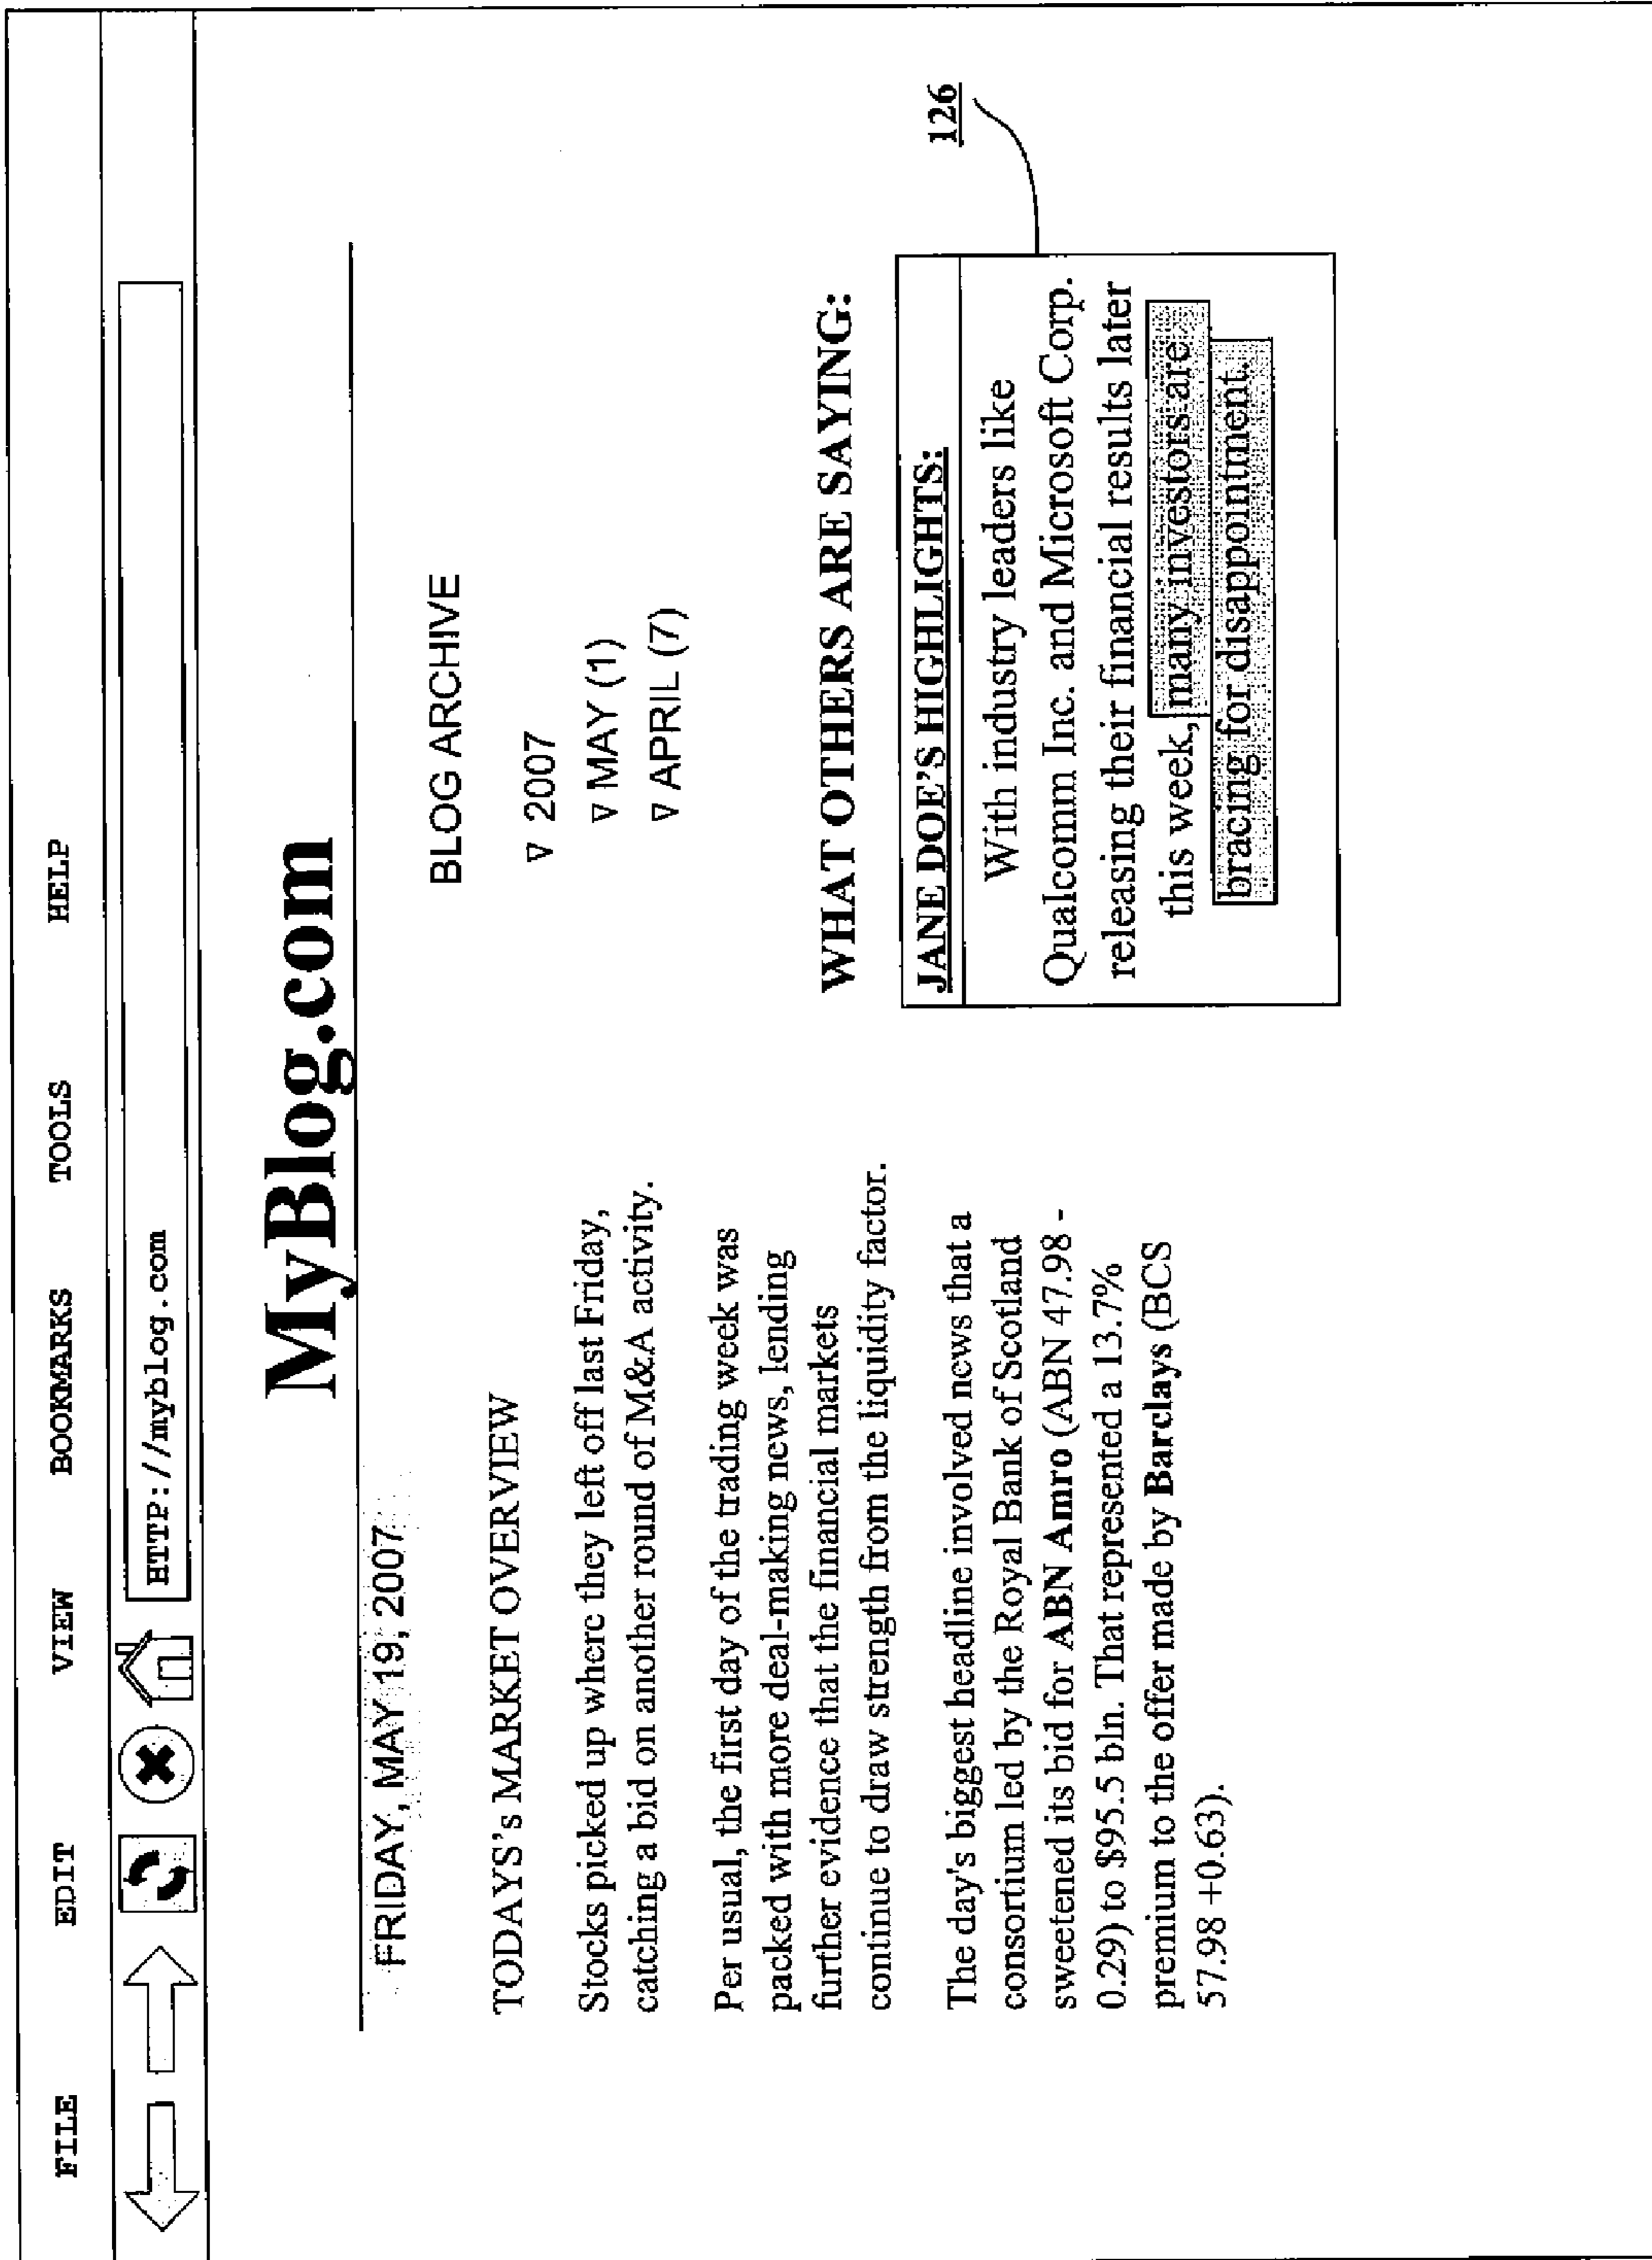 FILE EDIT VIEW BOOKMARKS TOOLS HELP
HTTP://myblog.com
MyBlog.com
FRIDAY, MAY 19, 2007
TODAYS's MARKET OVERVIEW
Stocks picked up where they left off last Friday,
catching a bid on another round of M&A activity.
Per usual, the first day of the trading week was
packed with more deal-making news, lending
further evidence that the financial markets
continue to draw strength from the liquidity factor.
The day's biggest headline involved news that a
consortium led by the Royal Bank of Scotland
sweetened its bid for ABN Amro (ABN 47.98 -
0.29) to $95.5 bln. That represented a 13.7%
premium to the offer made by Barclays (BCS
57.98 +0.63).
BLOG ARCHIVE
∇ 2007
∇ MAY (1)
∇ APRIL (7)
WHAT OTHERS ARE SAYING:
JANE DOE'S HIGHLIGHTS:
With industry leaders like
Qualcomm Inc. and Microsoft Corp.
releasing their financial results later
this week, many investors are
bracing for disappointment.
126